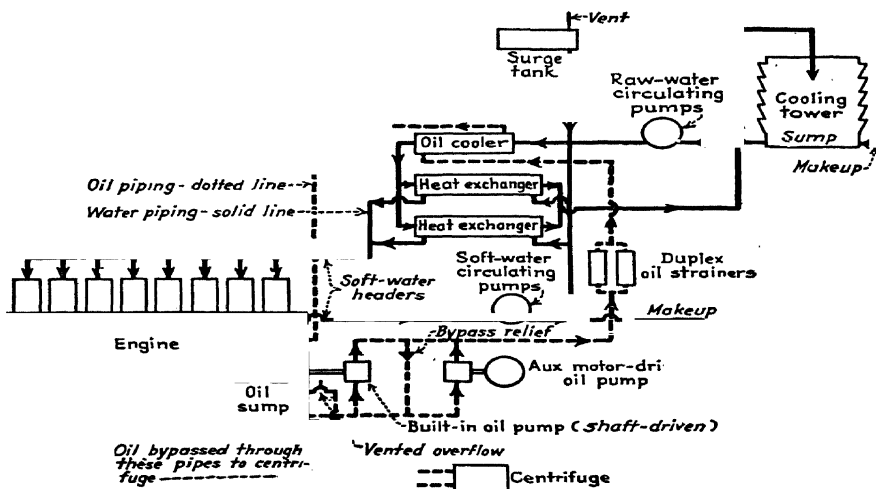 Vent
Surge
tank
Raw-water
circulating
pumps
Cooling
tower
Sump
Makeup
Oil cooler
Oil piping-dotted line
Heat exchanger
Water piping-solid line
Heat exchanger
Soft-water
circulating
pumps
Duplex
oil strainers
Soft-water
headers
Makeup
Bypass relief
Engine
Aux motor-dri
oil pump
Oil
sump
Built-in oil pump (shaft-driven)
Vented overflow
Oil bypassed through
these pipes to centri-
fuge
Centrifuge